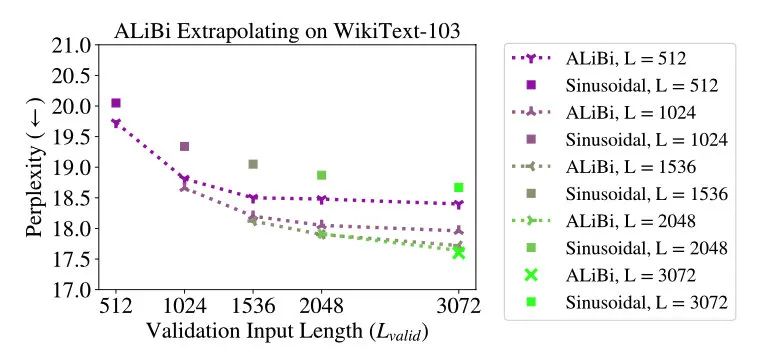 ALiBi Extrapolating on WikiText-103
Perplexity (←)
21.0
20.5
20.0
19.5
19.0
18.5
18.0
17.5
17.0
512 1024 1536 2048 3072
Validation Input Length (Lvalid)
ALiBi, L = 512
Sinusoidal, L = 512
ALiBi, L = 1024
Sinusoidal, L = 1024
ALiBi, L = 1536
Sinusoidal, L = 1536
ALiBi, L = 2048
Sinusoidal, L = 2048
ALiBi, L = 3072
Sinusoidal, L = 3072